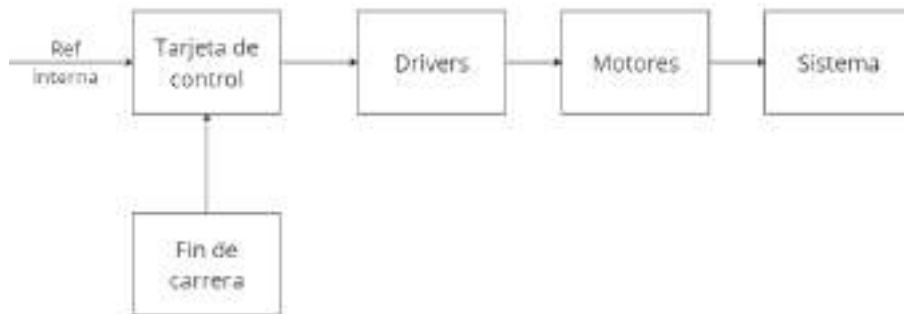 Ref
interna
Tarjeta de
control
Drivers
Motores
Sistema
Fin de
carrera